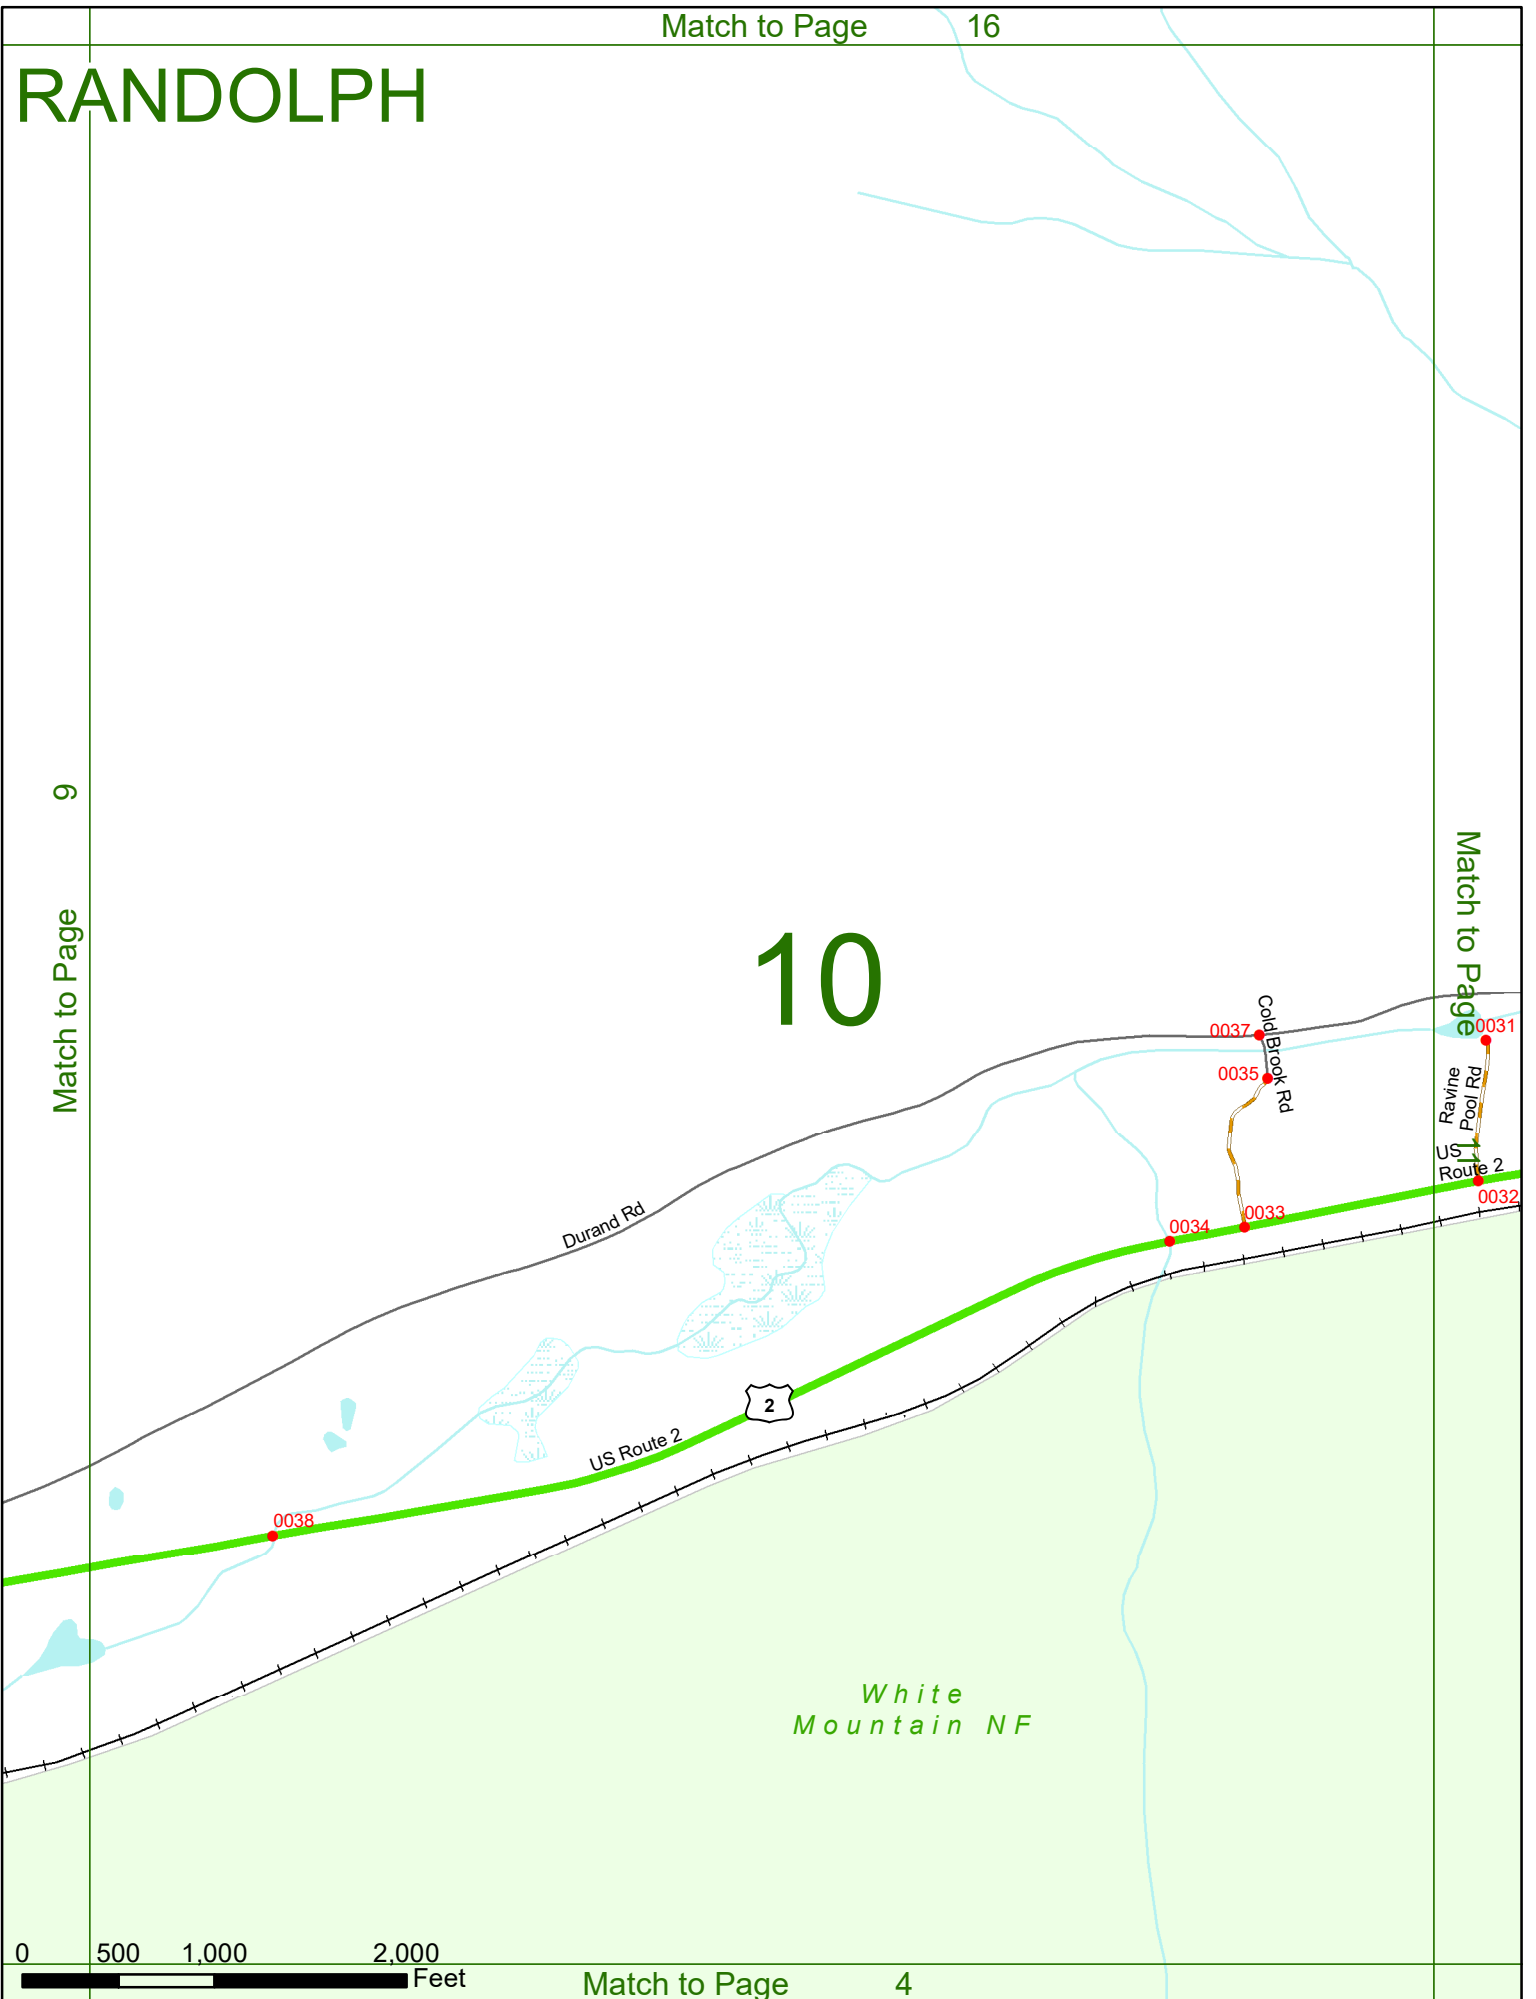 Match to Page 16
RANDOLPH
9
Match to Page
Match to Page
11
10
Cold Brook Rd
0037
0031
0035
Ravine
Pool Rd
US
Route 2
0032
0033
0034
Durand Rd
2
US Route 2
0038
White
Mountain NF
0 500 1,000 2,000
Feet
Match to Page 4